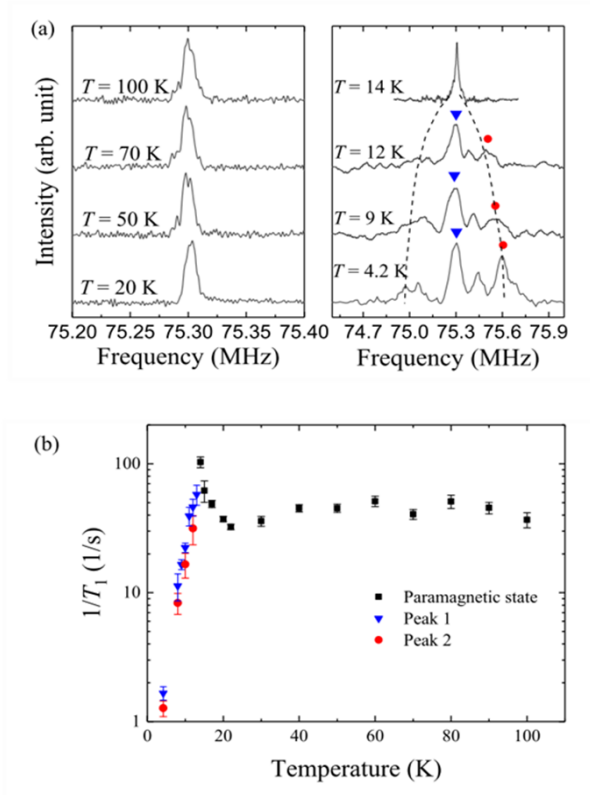 (a)
Intensity (arb. unit)
T = 100 K
T = 70 K
T = 50 K
T = 20 K
75.20 75.25 75.30 75.35 75.40
Frequency (MHz)
T = 14 K
T = 12 K
T = 9 K
T = 4.2 K
74.7 75.0 75.3 75.6 75.9
Frequency (MHz)
(b)
1/T1 (1/s)
100
10
1
Paramagnetic state
Peak 1
Peak 2
0 20 40 60 80 100
Temperature (K)